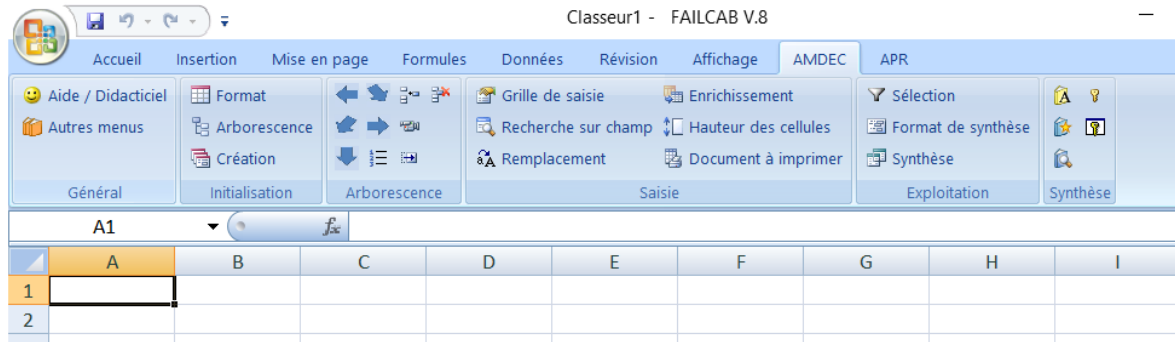 Classeur1 - FAILCAB V.8
Accueil Insertion Mise en page Formules Données Révision Affichage AMDEC APR
Aide / Didacticiel Format Grille de saisie Enrichissement Sélection
Autres menus Arborescence Recherche sur champ Hauteur des cellules Format de synthèse
Création Remplacement Document à imprimer Synthèse
Général Initialisation Arborescence Saisie Exploitation Synthèse
A1 fx
A B C D E F G H I
1
2